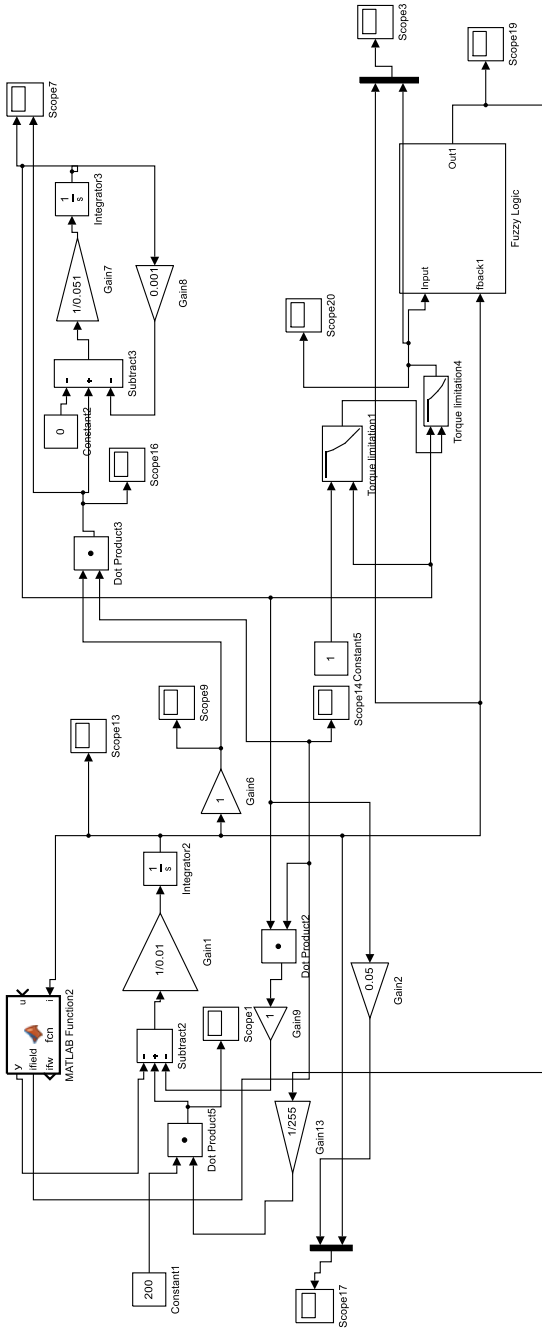 y
ifield
ifw
fcn
u
i
MATLAB Function2
Scope13
Scope7
1
s
Integrator3
1/0.051
Gain7
0.001
Gain8
−
+
−
Subtract3
0
Constant2
Scope16
Dot Product3
200
Constant1
Dot Product5
−
+
−
Subtract2
1/0.01
Gain1
1
s
Integrator2
1
Gain6
Scope9
Scope1
1
Gain9
Dot Product2
1/255
Gain13
0.05
Gain2
Scope17
Scope14
1
Constant5
Torque limitation1
Torque limitation4
Scope20
Scope3
Input
fback1
Out1
Fuzzy Logic
Scope19